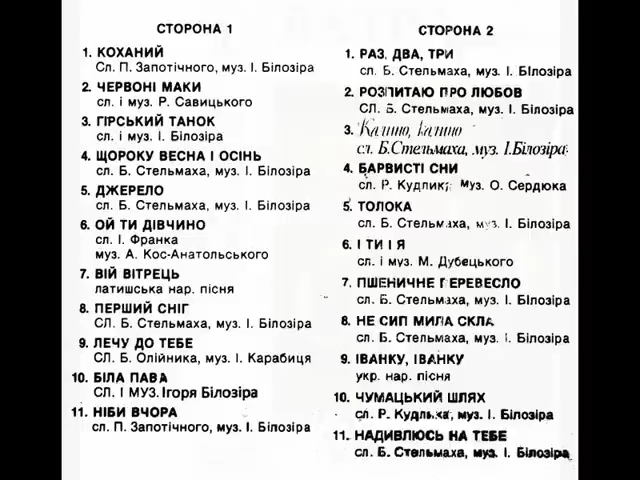 СТОРОНА 1
1. КОХАНИЙ
Сл. П. Запотічного, муз. І. Білозіра
2. ЧЕРВОНІ МАКИ
сл. і муз. Р. Савицького
3. ГІРСЬКИЙ ТАНОК
сл. і муз. І. Білозіра
4. ЩОРОКУ ВЕСНА І ОСІНЬ
сл. Б. Стельмаха, муз. І. Білозіра
5. ДЖЕРЕЛО
сл. Б. Стельмаха, муз. І. Білозіра
6. ОЙ ТИ ДІВЧИНО
сл. І. Франка
муз. А. Кос-Анатольського
7. ВІЙ ВІТРЕЦЬ
латишська нар. пісня
8. ПЕРШИЙ СНІГ
СЛ. Б. Стельмаха, муз. І. Білозіра
9. ЛЕЧУ ДО ТЕБЕ
СЛ. Б. Олійника, муз. І. Карабиця
10. БІЛА ПАВА
СЛ. І МУЗ. Ігоря Білозіра
11. НІБИ ВЧОРА
сл. П. Запотічного, муз. І. Білозіра
СТОРОНА 2
1. РАЗ, ДВА, ТРИ
сл. Б. Стельмаха, муз. І. Білозіра
2. РОЗПИТАЮ ПРО ЛЮБОВ
СЛ. Б. Стельмаха, муз. І. Білозіра
3. Калино, калино
сл. Б.Стельмаха, муз. І.Білозіра
4. БАРВИСТІ СНИ
сл. Р. муз. О. Сердюка
5. ТОЛОКА
сл. Б. Стельмаха, муз. І. Білозіра
6. І ТИ І Я
сл. і муз. М. Дубецького
7. ПШЕНИЧНЕ ПЕРЕВЕСЛО
сл. Б. Стельмаха, муз. І. Білозіра
8. НЕ СИП МИЛА СКЛА
сл. Б. Стельмаха, муз. І. Білозіра
9. ІВАНКУ, ІВАНКУ
укр. нар. пісня
10. ЧУМАЦЬКИЙ ШЛЯХ
сл. Р. муз. І. Білозіра
11. НАДИВЛЮСЬ НА ТЕБЕ
сл. Б. Стельмаха, муз. І. Білозіра